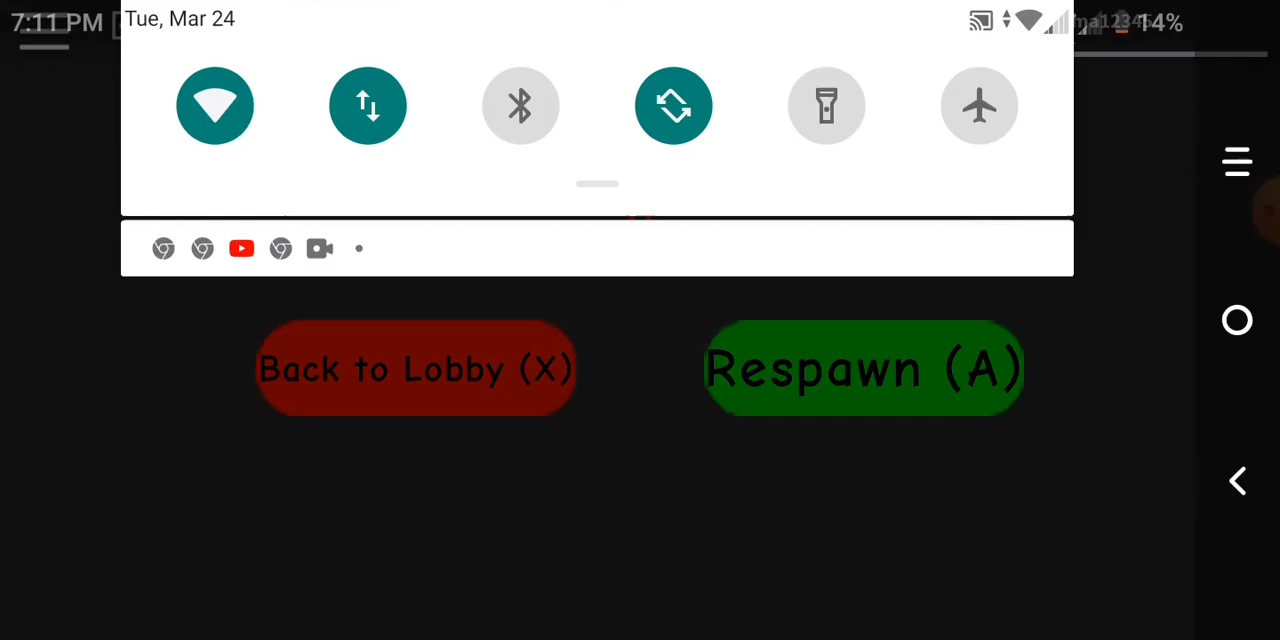 7:11 PM
Tue, Mar 24
14%
Back to Lobby (X)
Respawn (A)